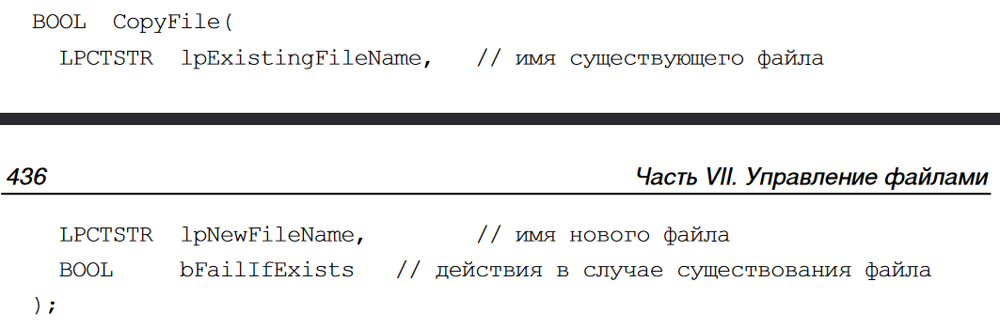 BOOL CopyFile(
LPCTSTR lpExistingFileName, // имя существующего файла
436 Часть VII. Управление файлами
LPCTSTR lpNewFileName, // имя нового файла
BOOL bFailIfExists // действия в случае существования файла
);